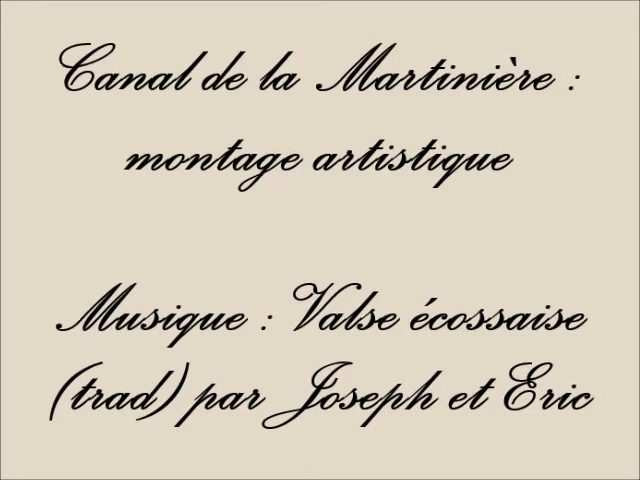 Canal de la Martinière :
montage artistique
Musique : Valse écossaise
(trad) par Joseph et Eric